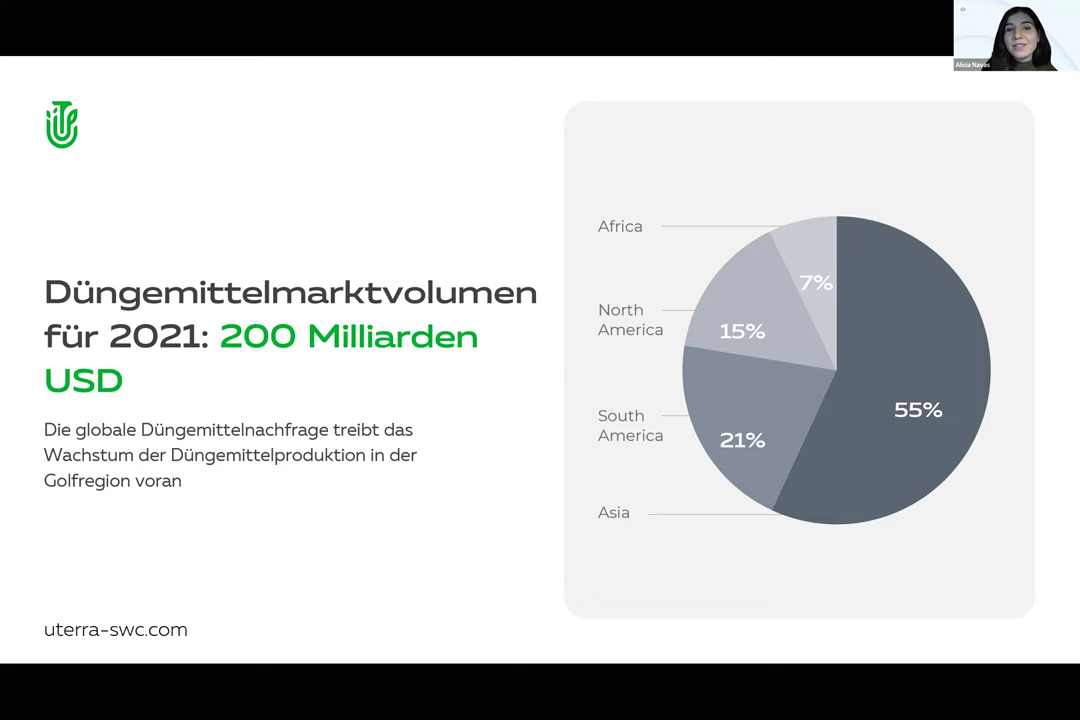 Alicia Navas
Düngemittelmarktvolumen
für 2021: 200 Milliarden
USD
Die globale Düngemittelnachfrage treibt das
Wachstum der Düngemittelproduktion in der
Golfregion voran
uterra-swc.com
Africa
7%
North
America
15%
South
America
21%
Asia
55%